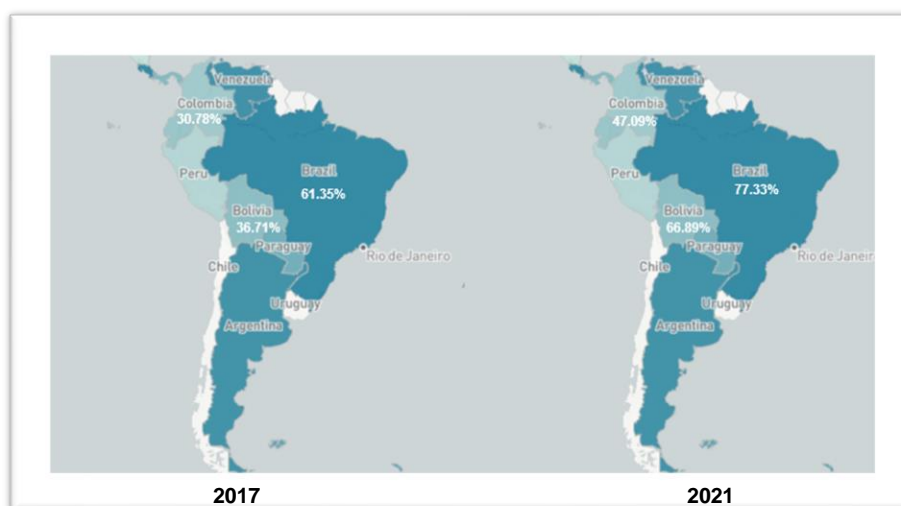 Venezuela
Colombia
30.78%
Peru
Brazil
61.35%
Bolivia
36.71%
Paraguay
Rio de Janeiro
Chile
Uruguay
Argentina
2017
Venezuela
Colombia
47.09%
Peru
Brazil
77.33%
Bolivia
66.89%
Paraguay
Rio de Janeir
Chile
Uruguay
Argentina
2021